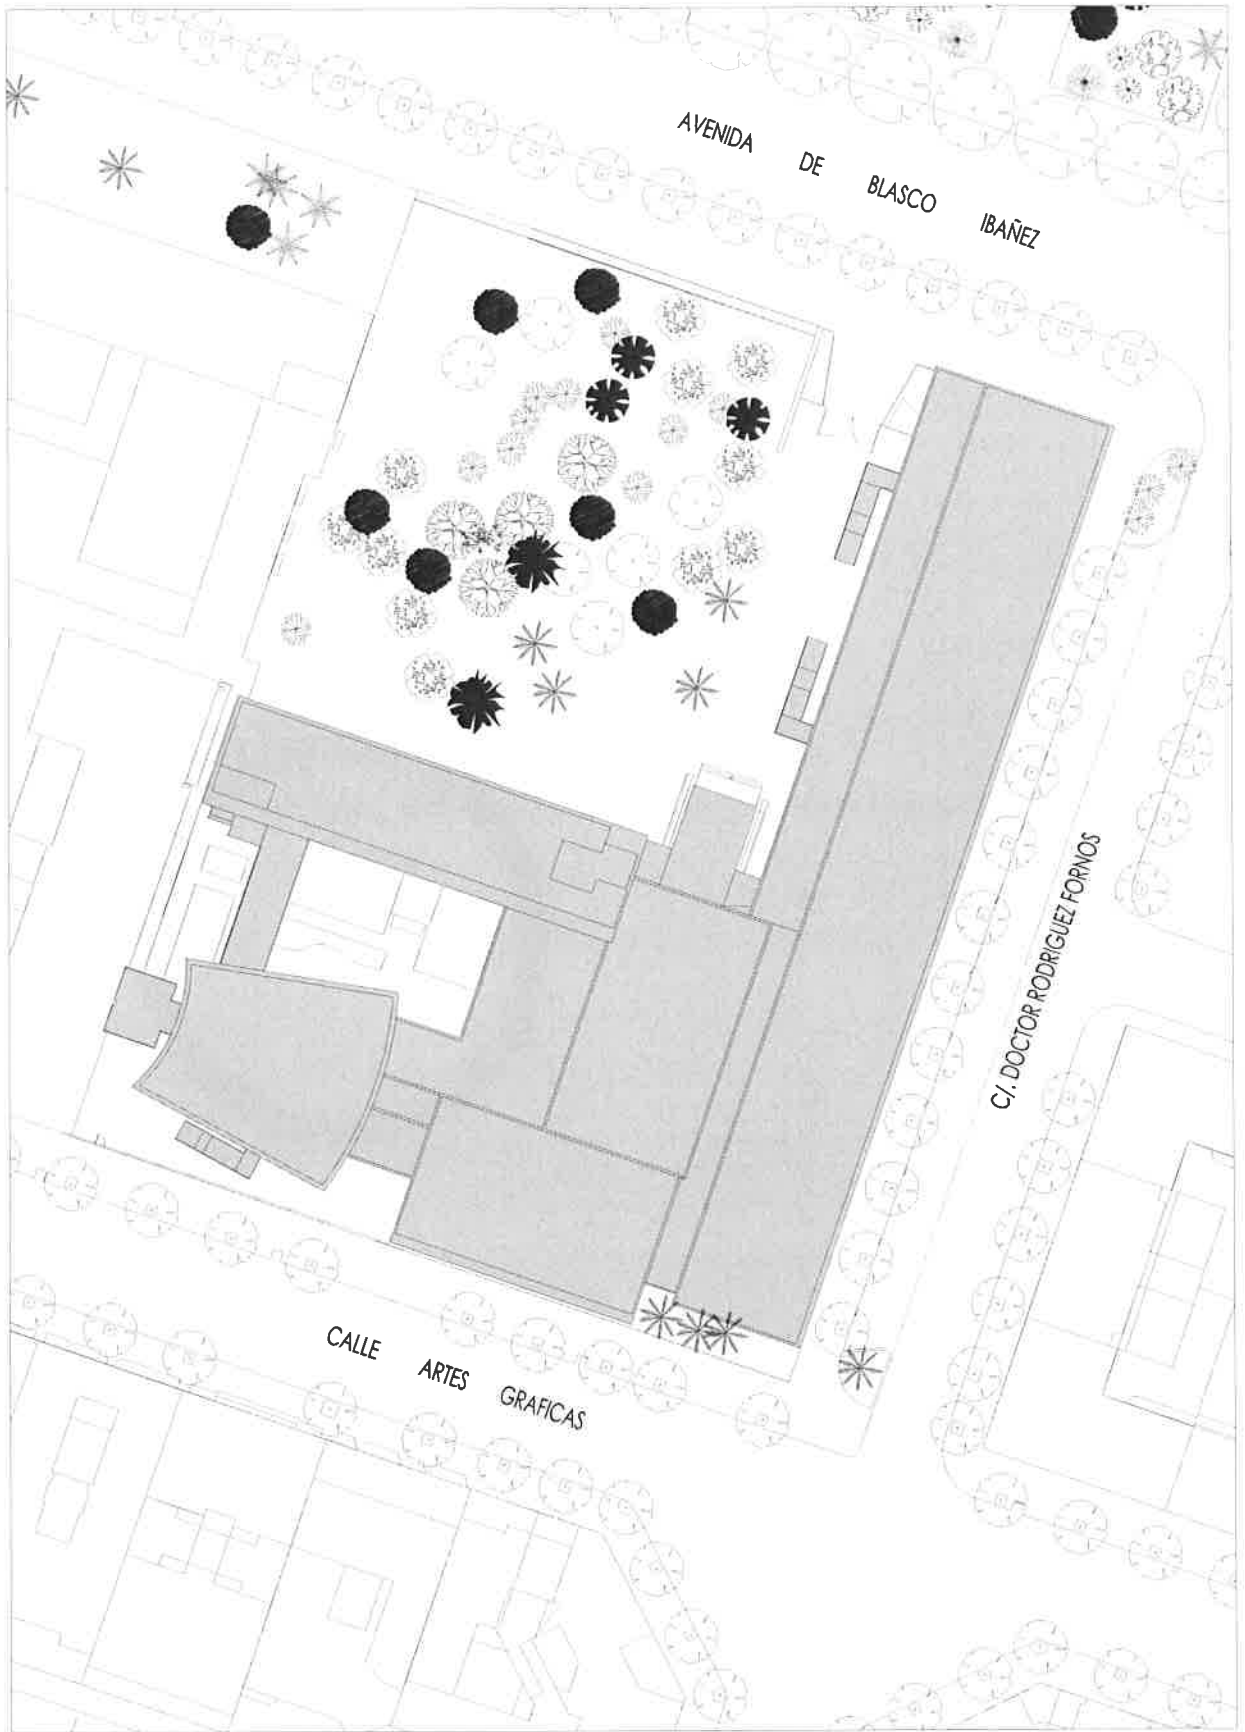 AVENIDA DE BLASCO IBAÑEZ
C/. DOCTOR RODRIGUEZ FORNOS
CALLE ARTES GRAFICAS